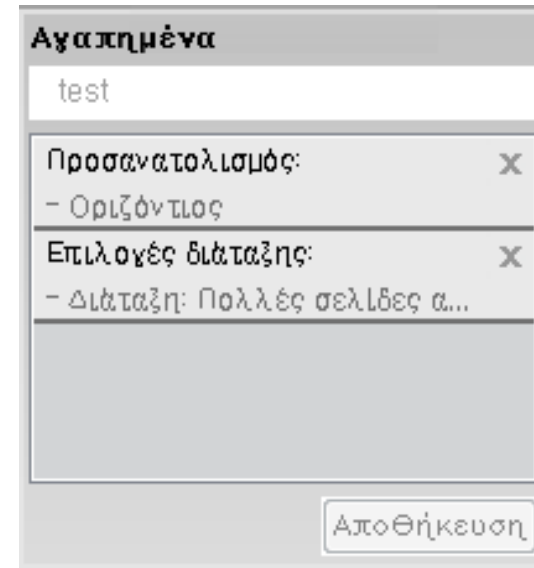 Αγαπημένα
test
Προσανατολισμός: x
- Οριζόντιος
Επιλογές διάταξης: x
- Διάταξη: Πολλές σελίδες α...
Αποθήκευση